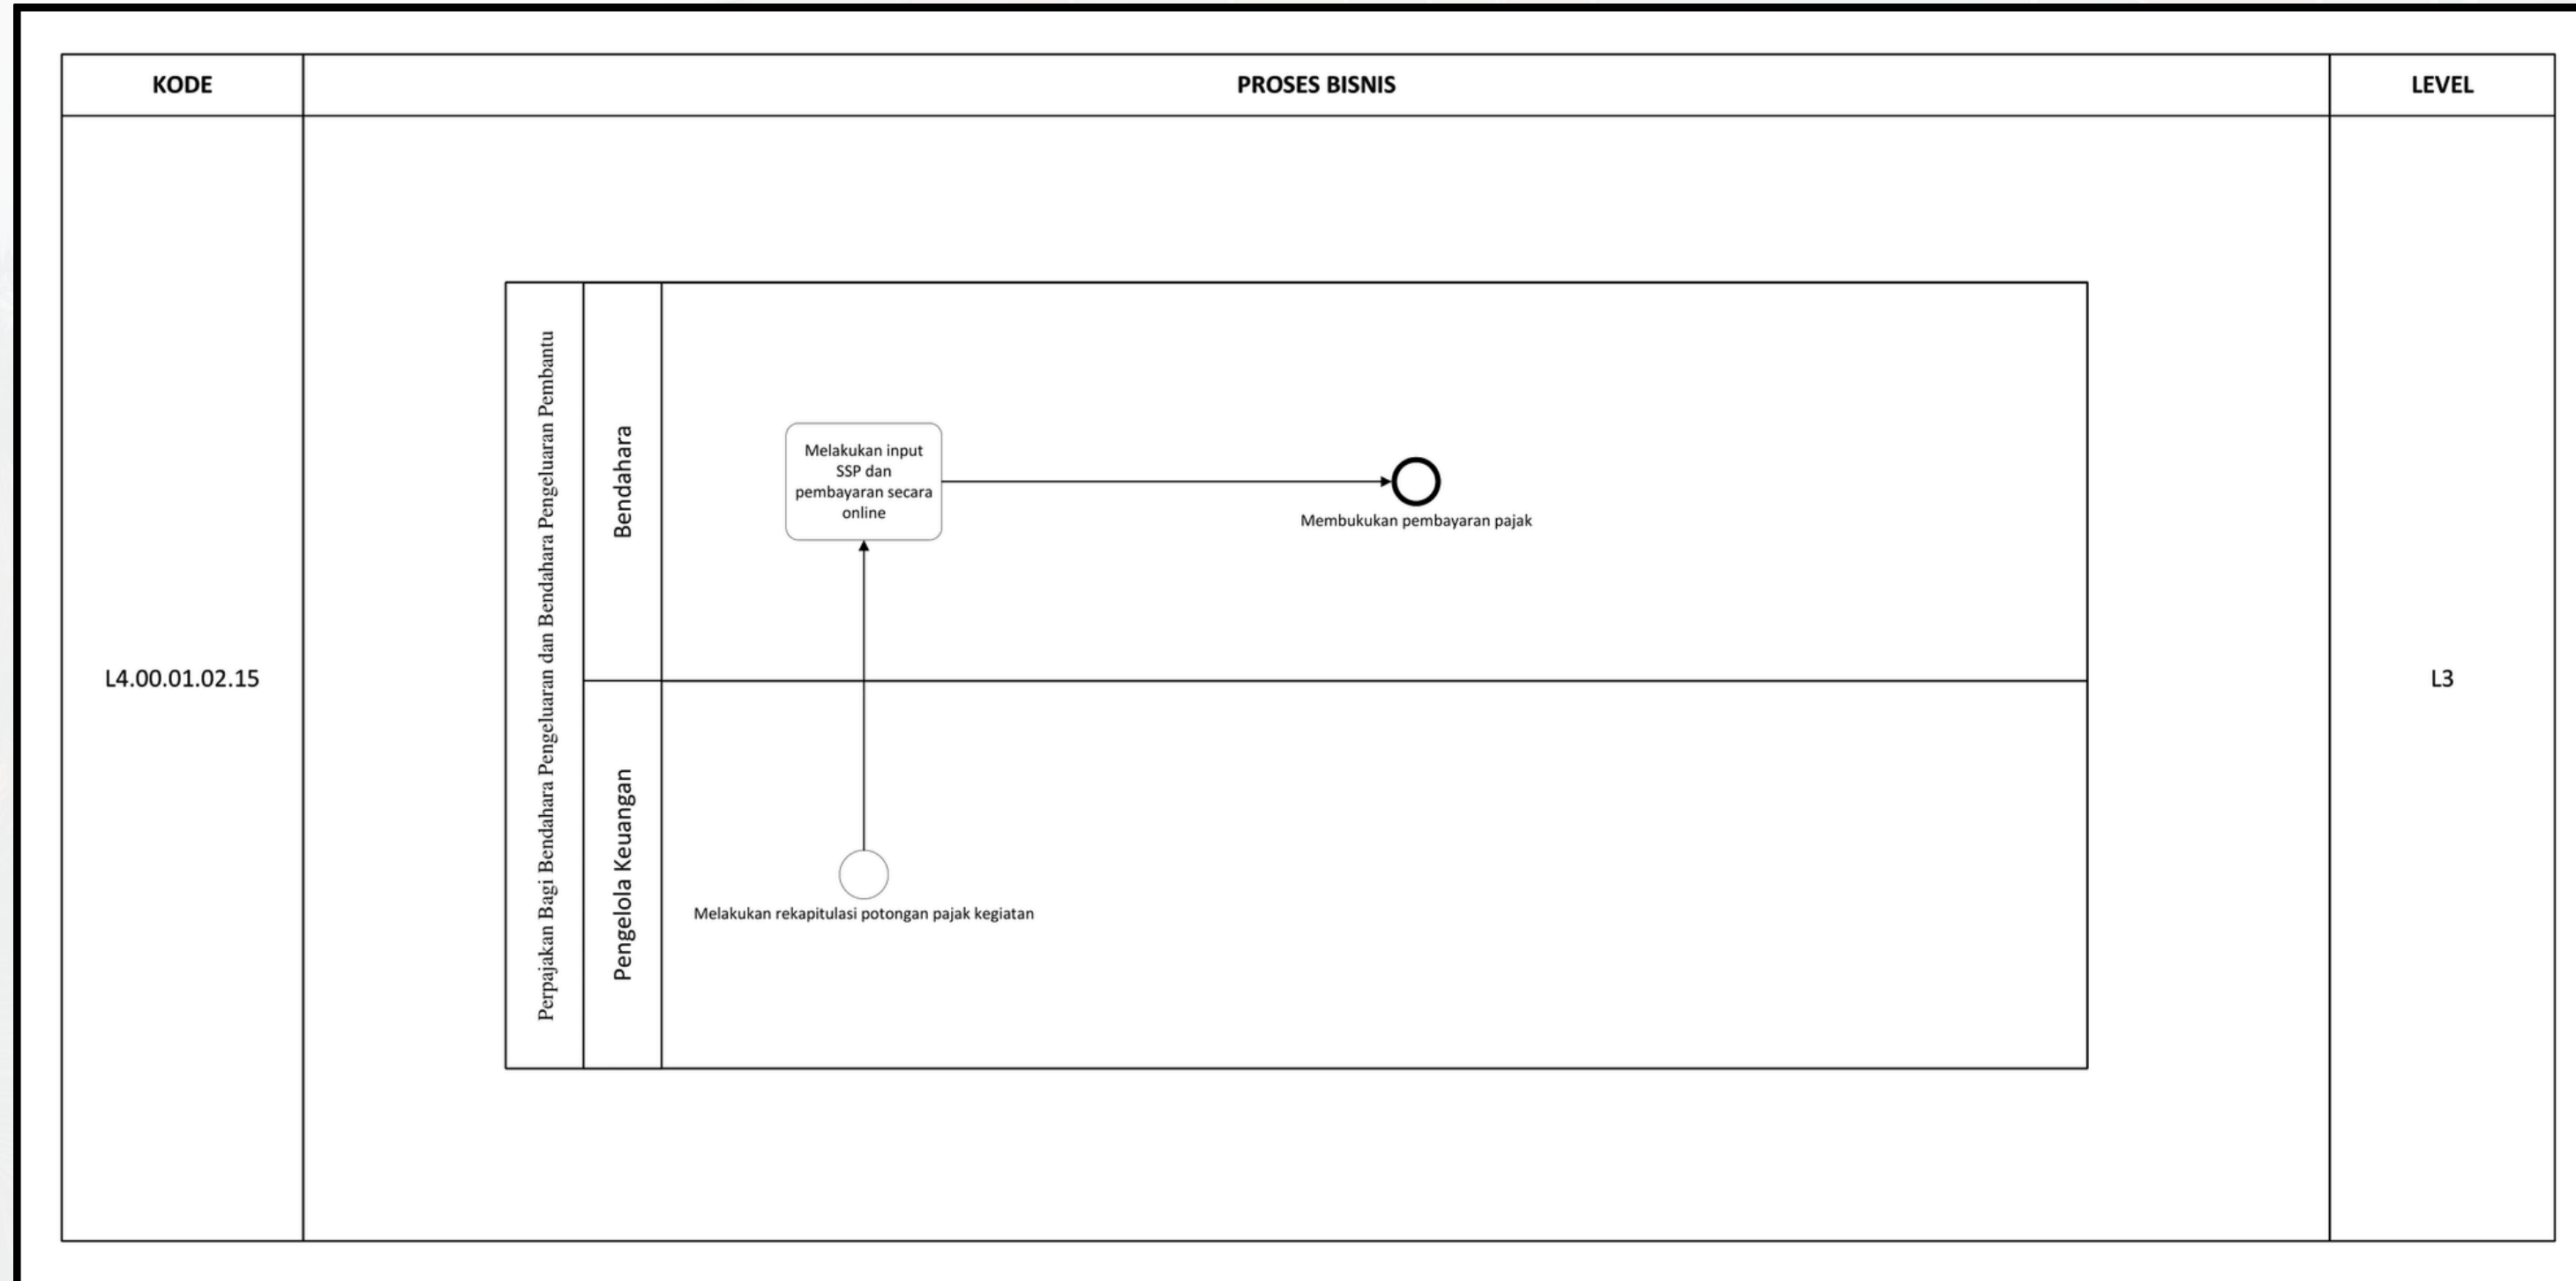 KODE
PROSES BISNIS
LEVEL
L4.00.01.02.15
Perpajakan Bagi Bendahara Pengeluaran dan Bendahara Pengeluaran Pembantu
Bendahara
Melakukan input
SSP dan
pembayaran secara
online
Membukukan pembayaran pajak
Pengelola Keuangan
Melakukan rekapitulasi potongan pajak kegiatan
L3